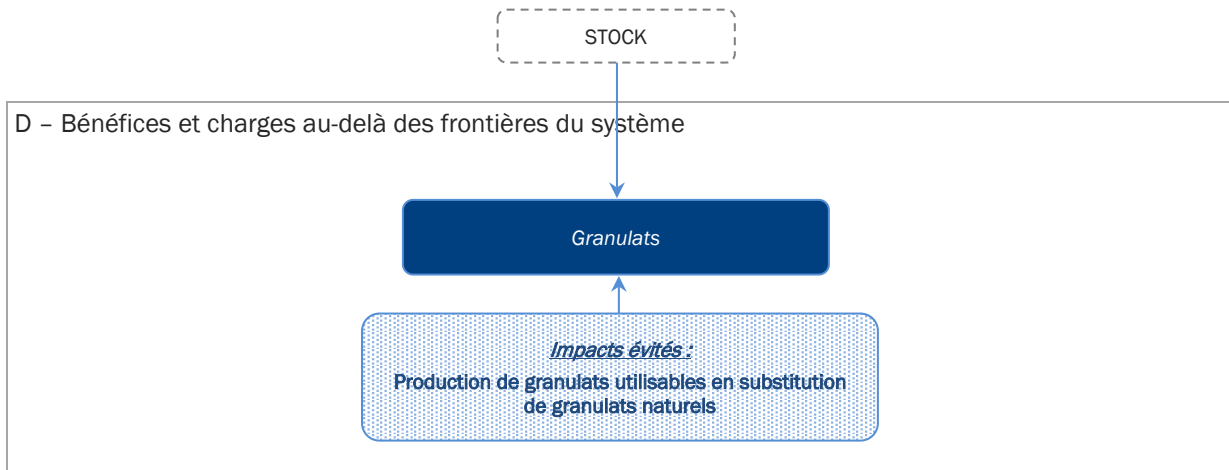 STOCK
D – Bénéfices et charges au-delà des frontières du système
Granulats
Impacts évités :
Production de granulats utilisables en substitution
de granulats naturels